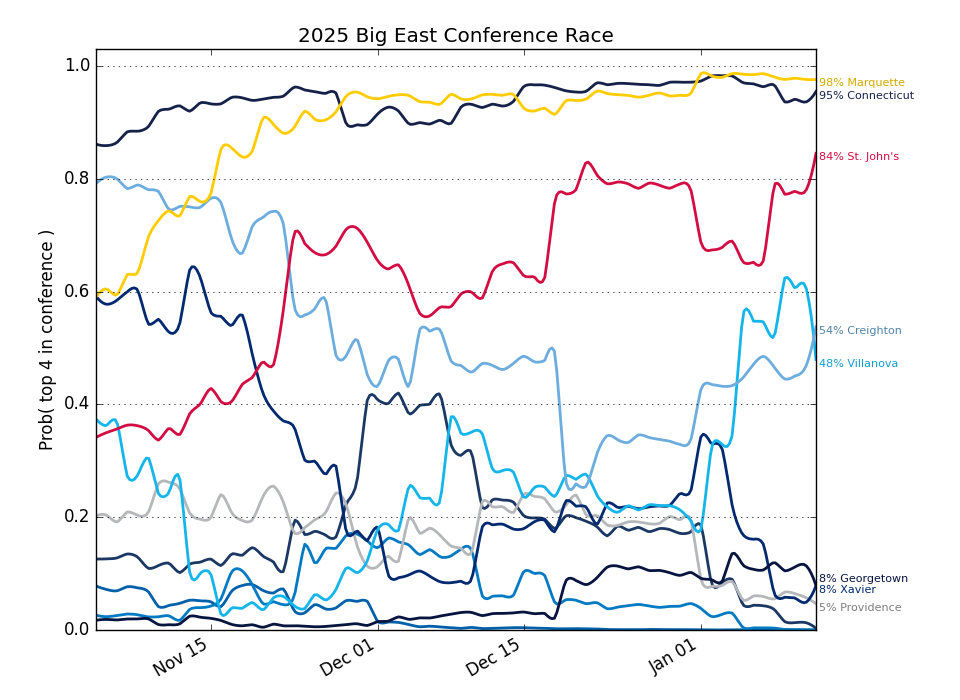 2025 Big East Conference Race
Prob( top 4 in conference )
1.0
0.8
0.6
0.4
0.2
0.0
Nov 15
Dec 01
Dec 15
Jan 01
98% Marquette
95% Connecticut
84% St. John's
54% Creighton
48% Villanova
8% Georgetown
8% Xavier
5% Providence